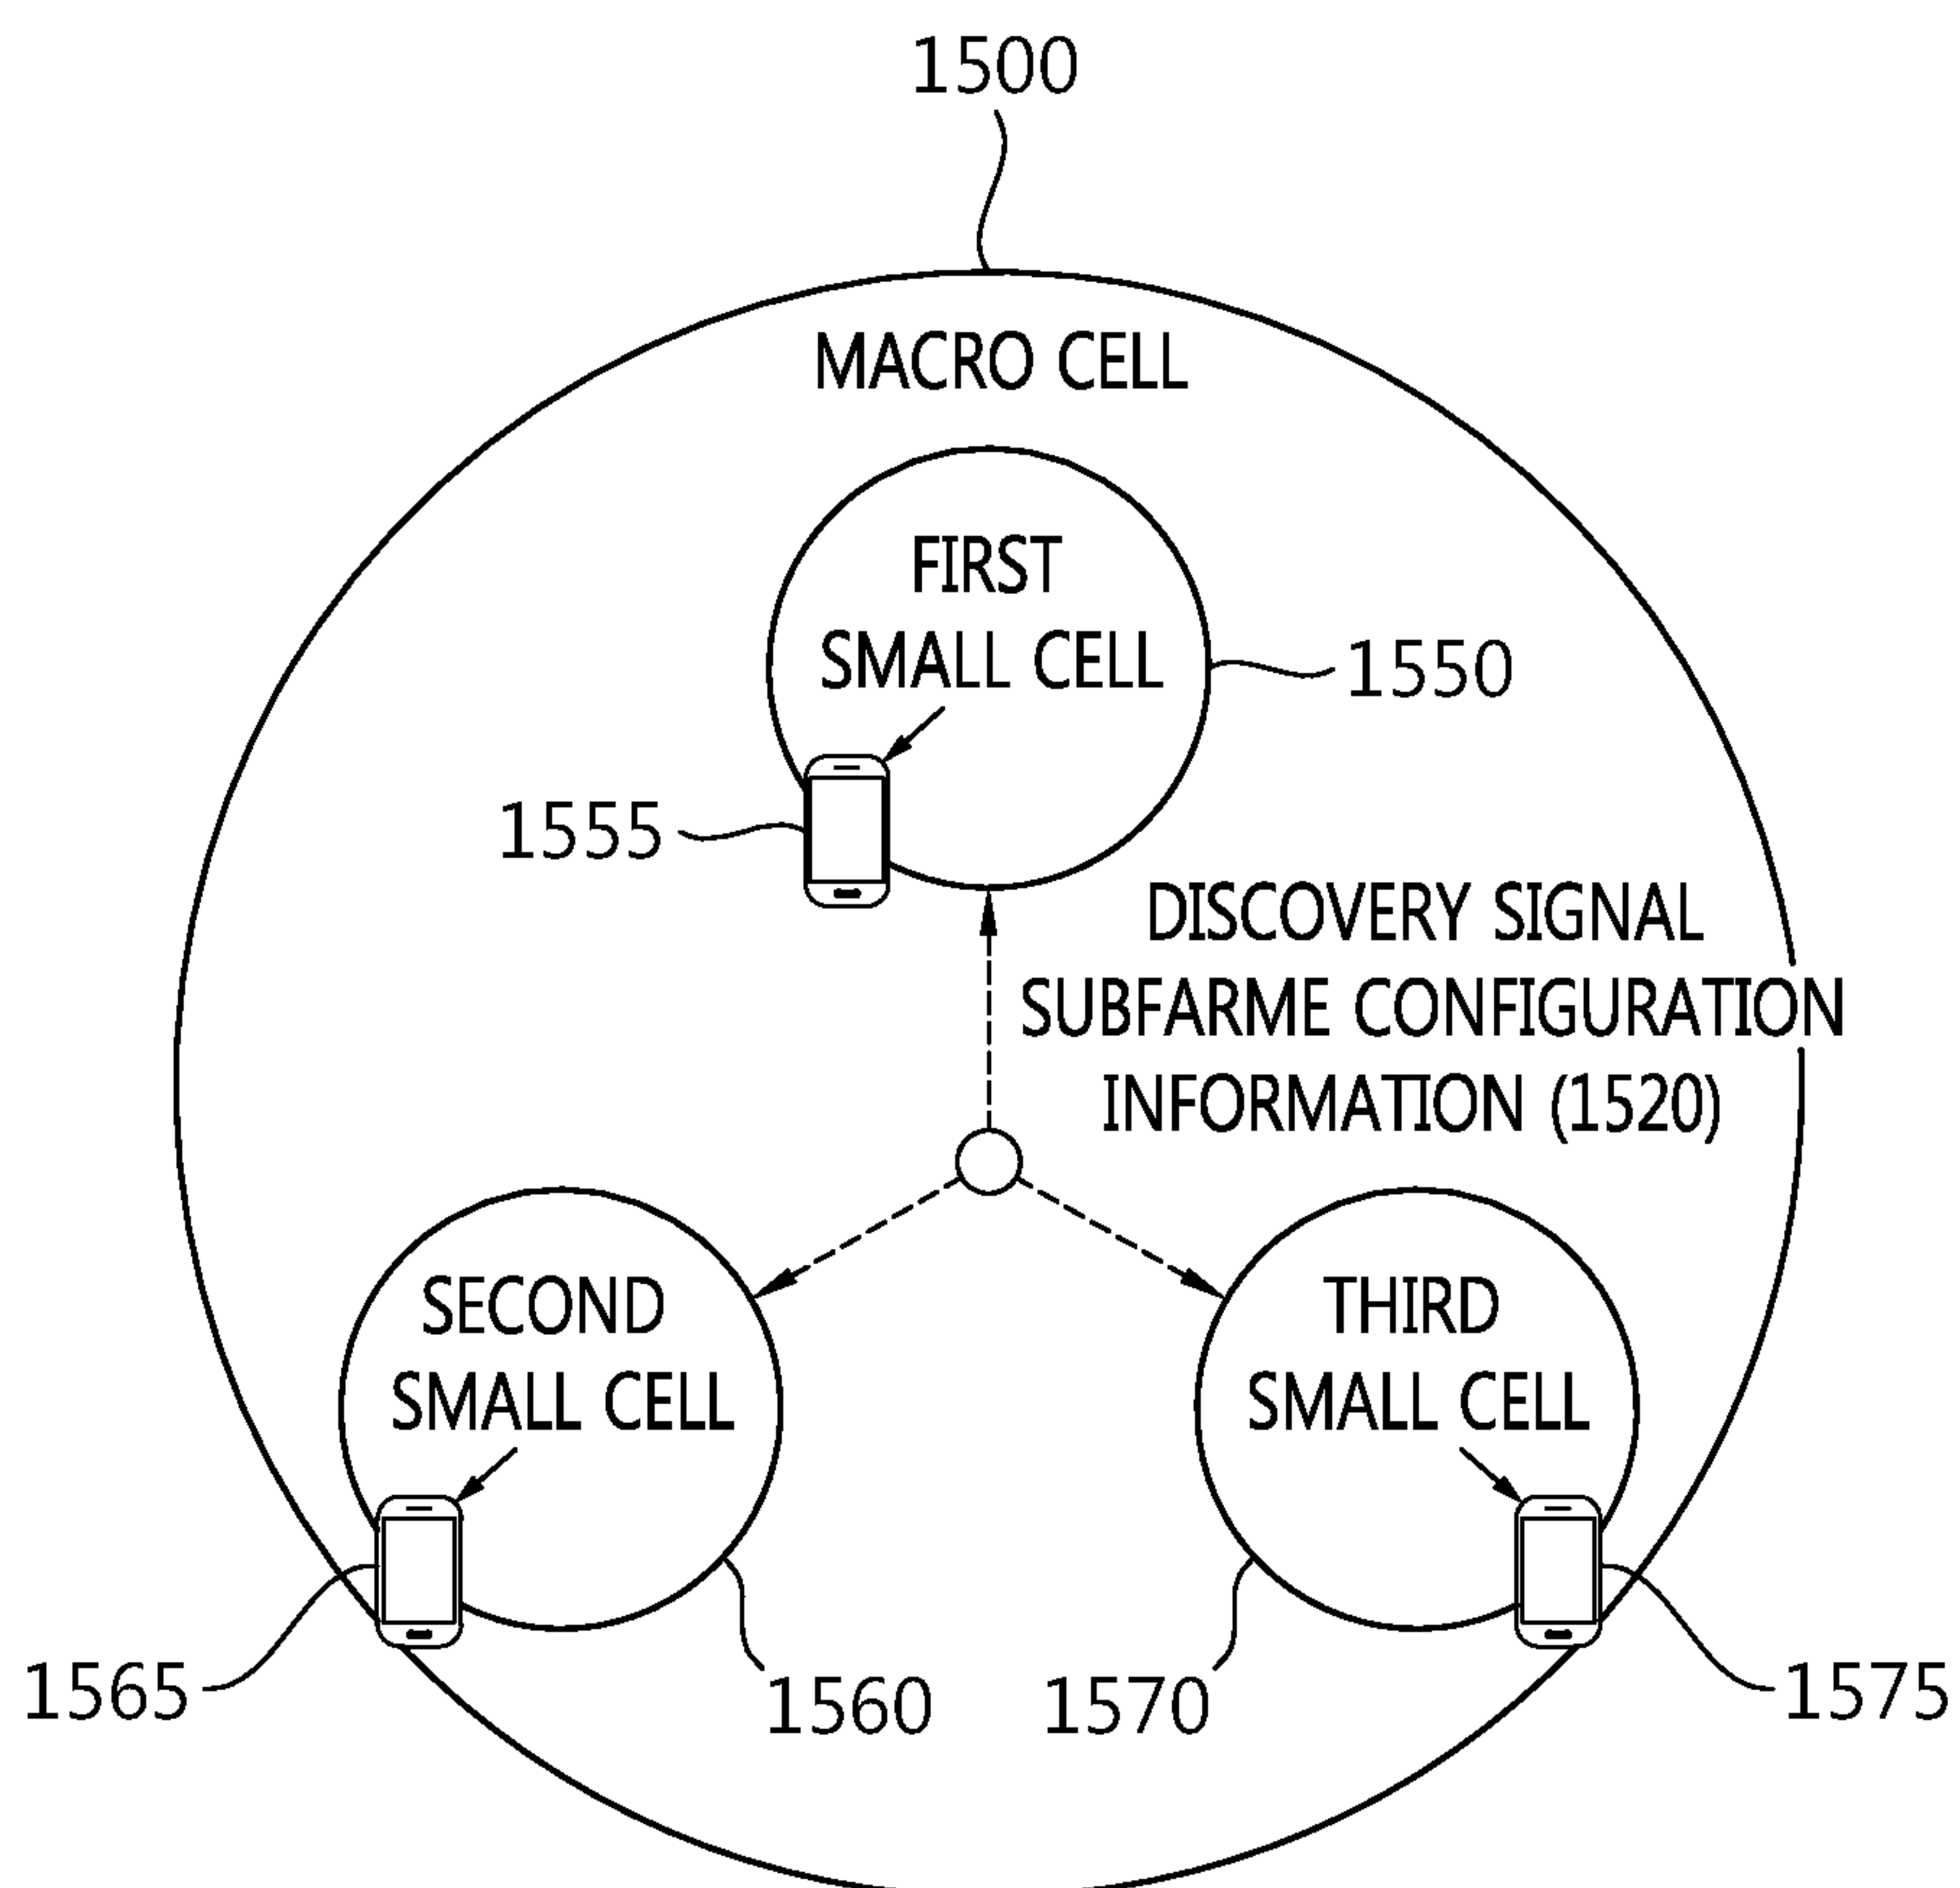 1500
MACRO CELL
FIRST
SMALL CELL
1550
1555
DISCOVERY SIGNAL
SUBFARME CONFIGURATION
INFORMATION (1520)
SECOND
SMALL CELL
THIRD
SMALL CELL
1565
1560
1570
1575